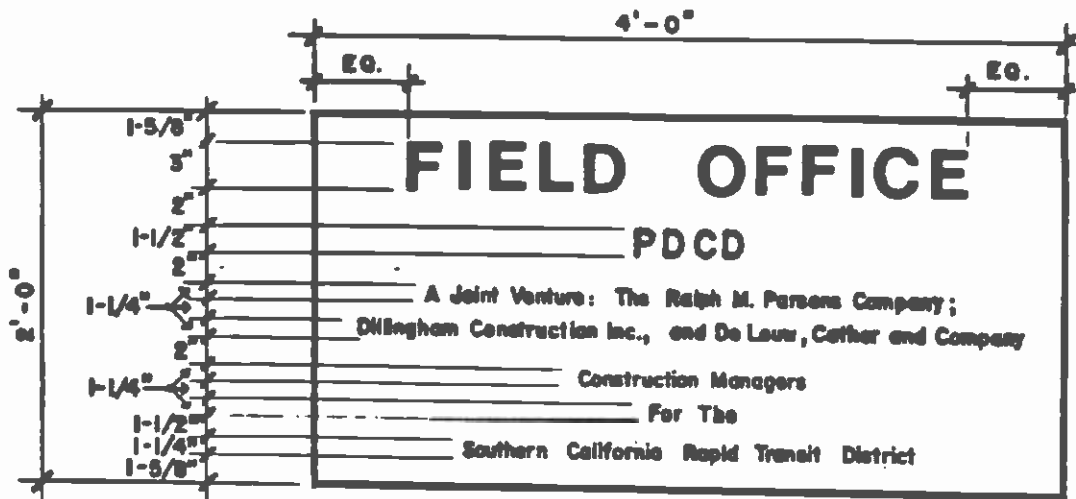 4'-0"
EQ. EQ.
1-5/8"
3"
2"
1-1/2"
2"
1-1/4"
2"
1-1/4"
1-1/2"
1-1/4"
1-5/8"
2'-0"
FIELD OFFICE
PDCD
A Joint Venture: The Ralph M. Parsons Company;
Dillingham Construction Inc., and De Leuw, Cather and Company
Construction Managers
For The
Southern California Rapid Transit District